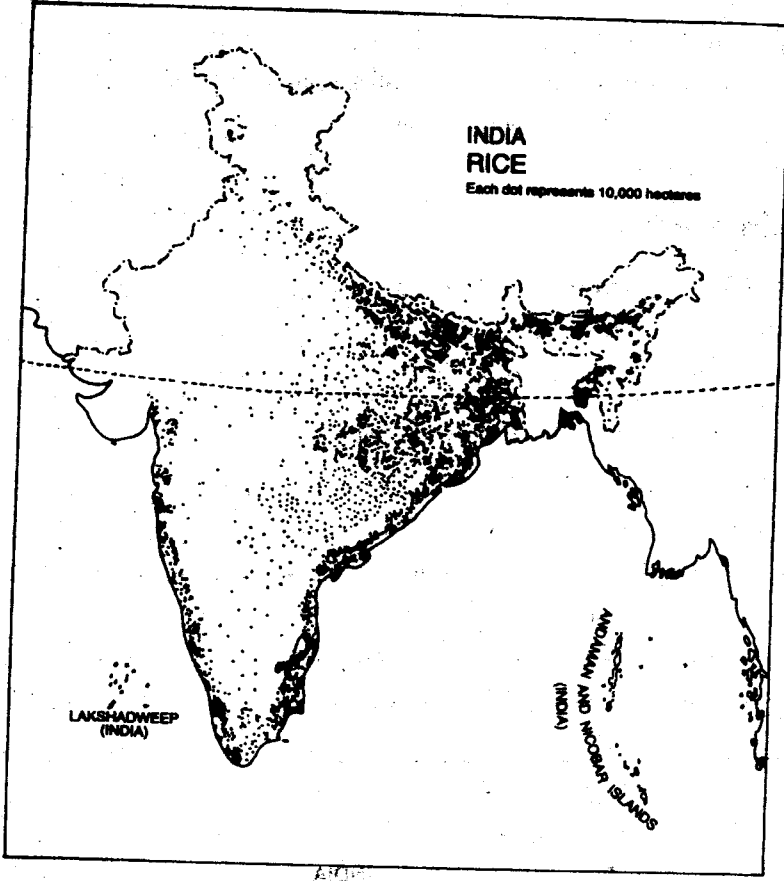 INDIA
RICE
Each dot represents 10,000 hectares
LAKSHADWEEP
(INDIA)
ANDAMAN AND NICOBAR ISLANDS
(INDIA)